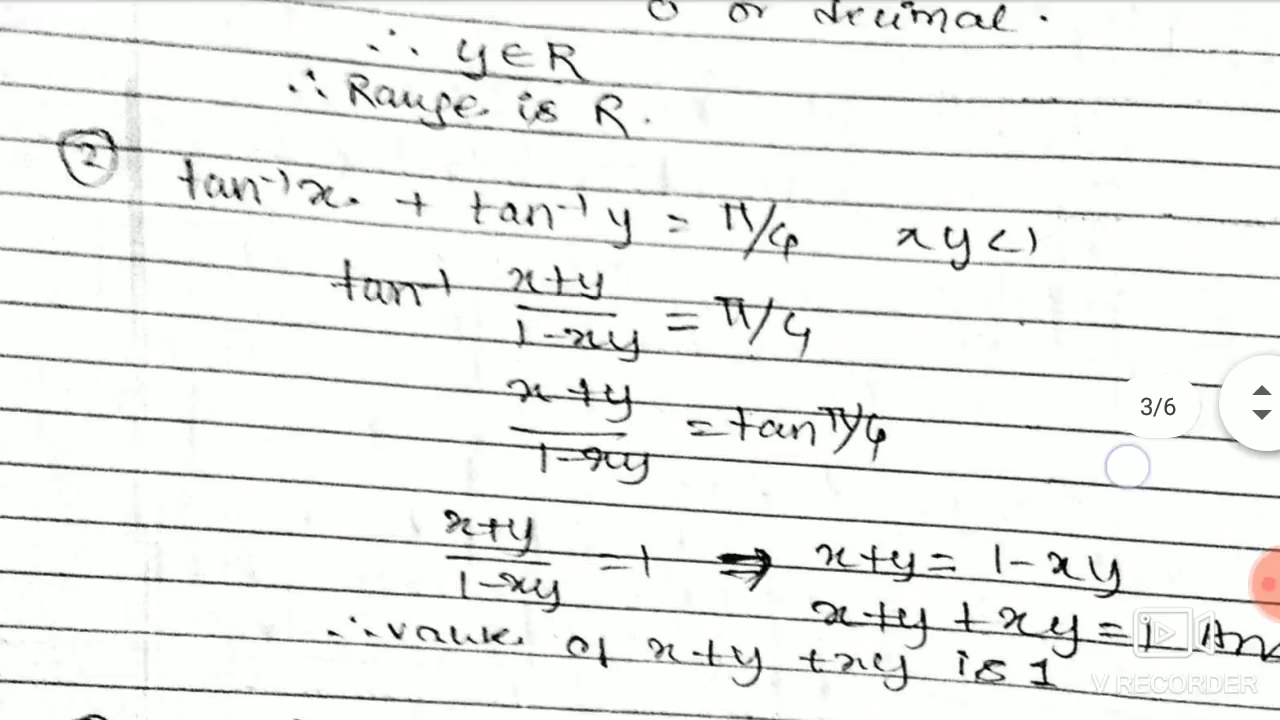 0 or decimal.
∴ y∈R
∴ Range is R.
② tan⁻¹x. + tan⁻¹y = π/4 xy<1
tan⁻¹ x+y/1-xy = π/4
x+y/1-xy = tan π/4
3/6
x+y/1-xy = 1 ⇒ x+y = 1-xy
x+y+xy = 1 Ans
∴ value of x+y+xy is 1
V RECORDER